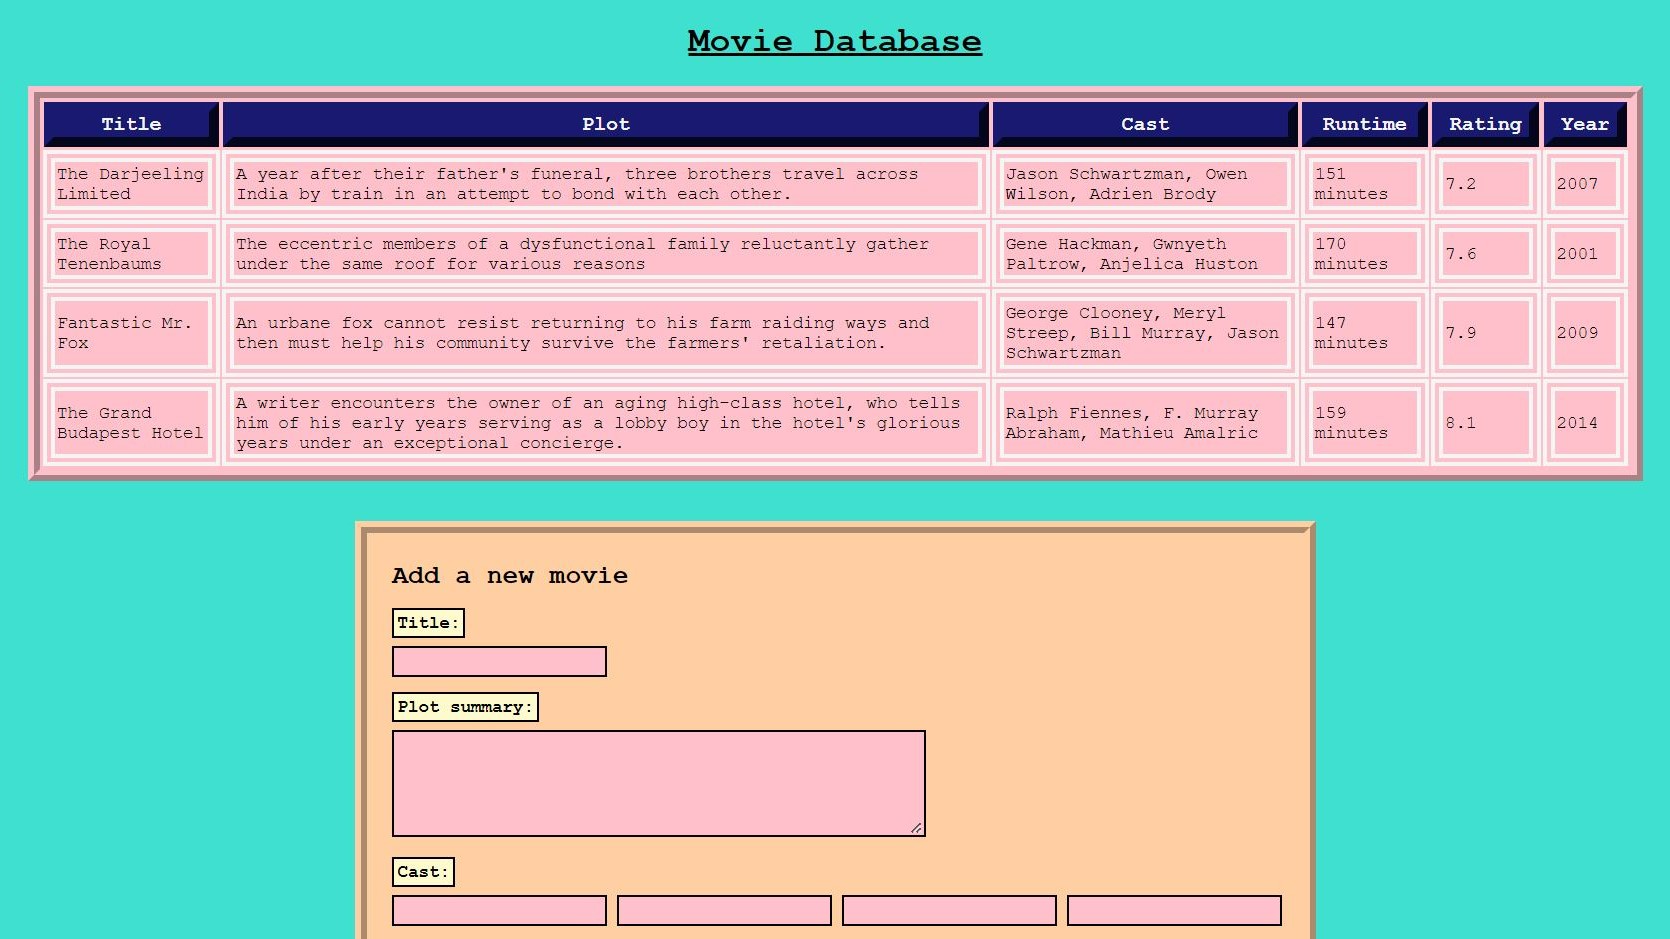 Movie Database
Title Plot Cast Runtime Rating Year
The Darjeeling Limited A year after their father's funeral, three brothers travel across India by train in an attempt to bond with each other. Jason Schwartzman, Owen Wilson, Adrien Brody 151 minutes 7.2 2007
The Royal Tenenbaums The eccentric members of a dysfunctional family reluctantly gather under the same roof for various reasons Gene Hackman, Gwnyeth Paltrow, Anjelica Huston 170 minutes 7.6 2001
Fantastic Mr. Fox An urbane fox cannot resist returning to his farm raiding ways and then must help his community survive the farmers' retaliation. George Clooney, Meryl Streep, Bill Murray, Jason Schwartzman 147 minutes 7.9 2009
The Grand Budapest Hotel A writer encounters the owner of an aging high-class hotel, who tells him of his early years serving as a lobby boy in the hotel's glorious years under an exceptional concierge. Ralph Fiennes, F. Murray Abraham, Mathieu Amalric 159 minutes 8.1 2014
Add a new movie
Title:
Plot summary:
Cast: